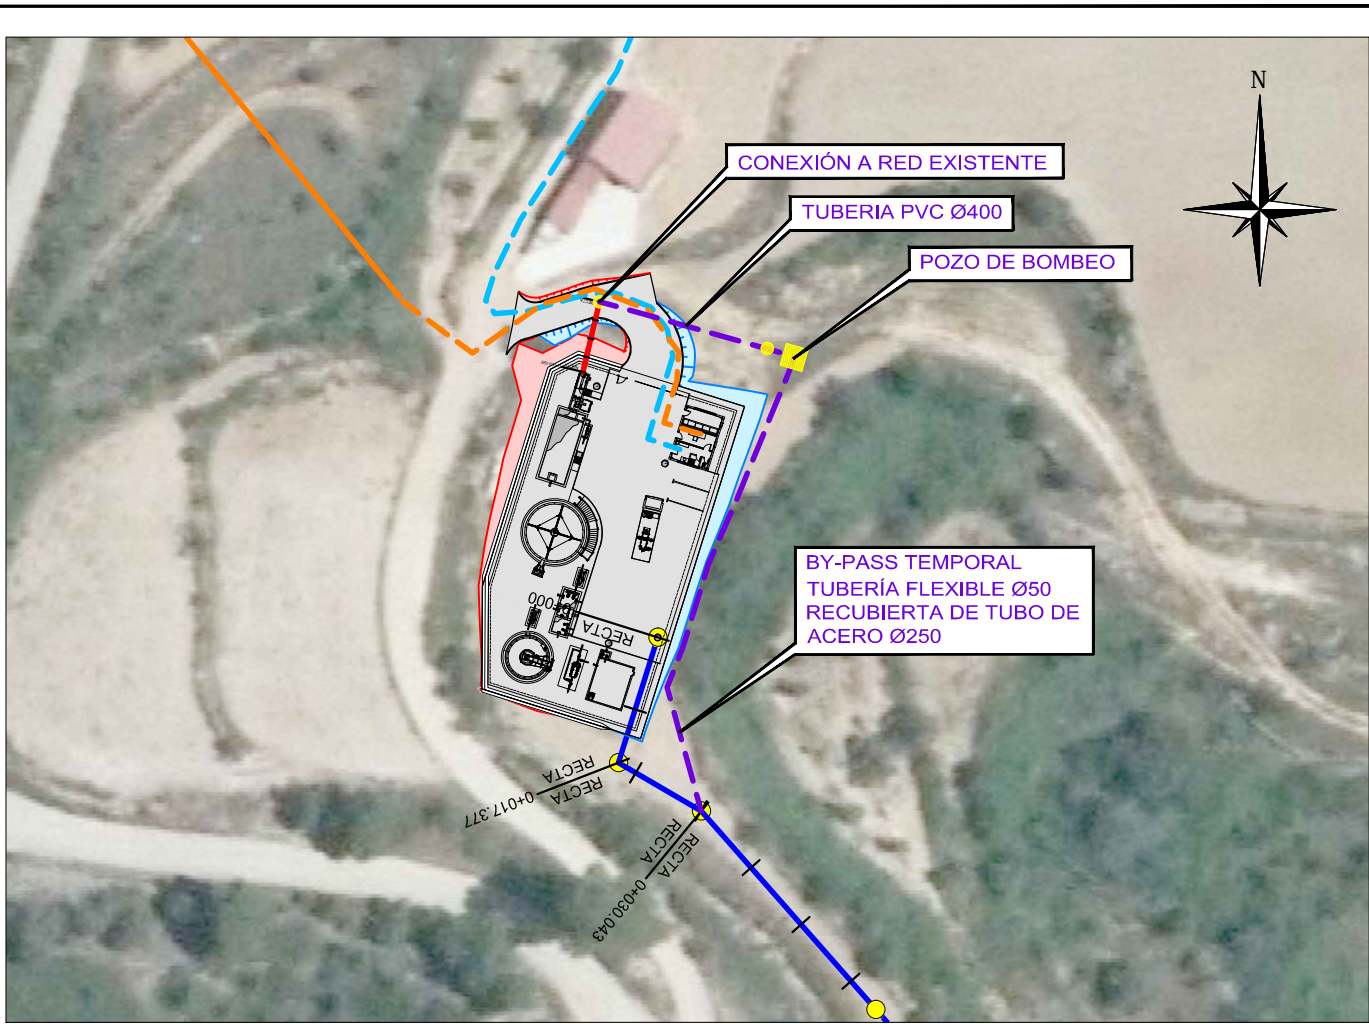 N
CONEXIÓN A RED EXISTENTE
TUBERIA PVC Ø400
POZO DE BOMBEO
BY-PASS TEMPORAL
TUBERÍA FLEXIBLE Ø50
RECUBIERTA DE TUBO DE
ACERO Ø250
RECTA
RECTA
RECTA
0+017.377
RECTA
RECTA
0+030.043